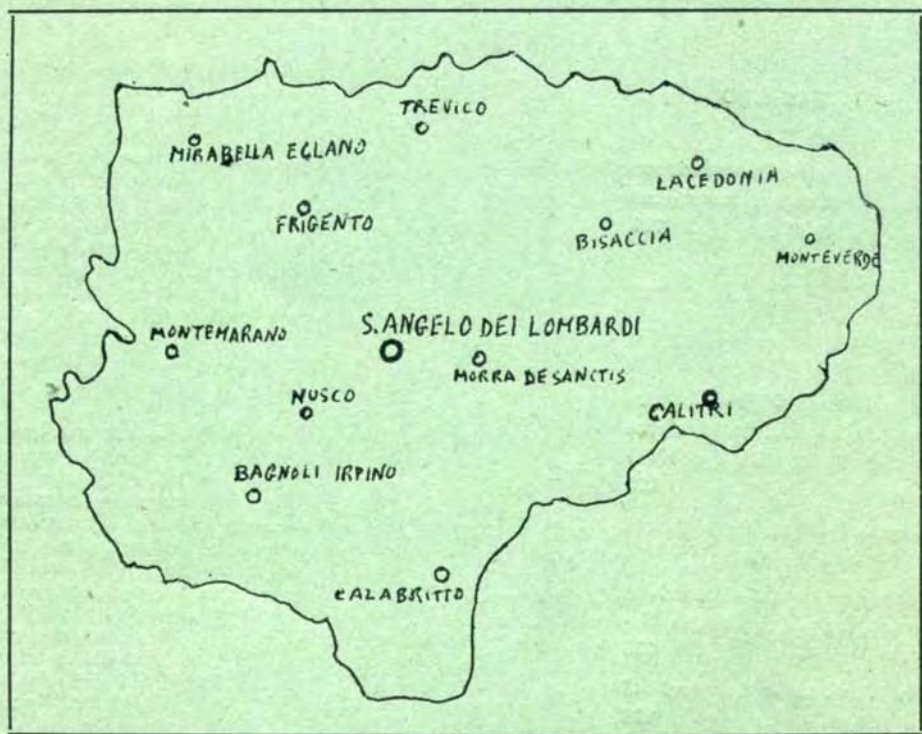 TREVICO
MIRABELLA ECLANO
LACEDONIA
FRIGENTO
BISACCIA
MONTEVERDE
S. ANGELO DEI LOMBARDI
MONTEMARANO
MORRA DE SANCTIS
NUSCO
CALITRI
BAGNOLI IRPINO
CALABRITTO